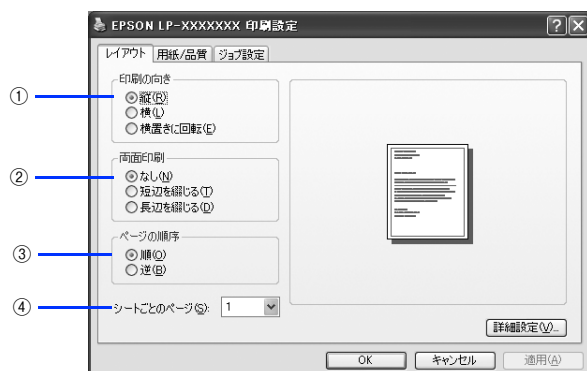 EPSON LP-XXXXXXX 印刷設定
レイアウト 用紙/品質 ジョブ設定
① 印刷の向き
縦(R)
横(L)
横置きに回転(E)
② 両面印刷
なし(N)
短辺を綴じる(T)
長辺を綴じる(D)
③ ページの順序
順(O)
逆(B)
④ シートごとのページ(S): 1
詳細設定(V)...
OK キャンセル 適用(A)